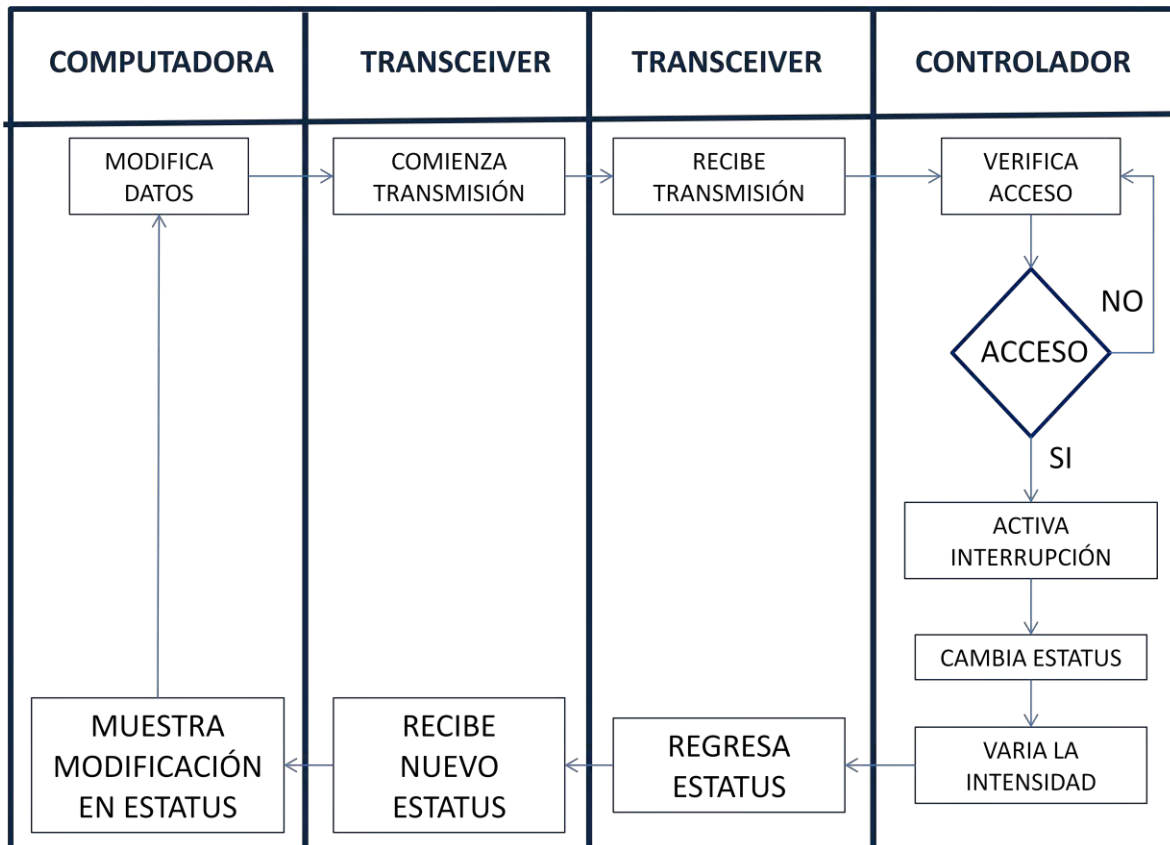 COMPUTADORA
TRANSCEIVER
TRANSCEIVER
CONTROLADOR
MODIFICA
DATOS
COMIENZA
TRANSMISIÓN
RECIBE
TRANSMISIÓN
VERIFICA
ACCESO
NO
ACCESO
SI
ACTIVA
INTERRUPCIÓN
CAMBIA ESTATUS
VARIA LA
INTENSIDAD
REGRESA
ESTATUS
RECIBE
NUEVO
ESTATUS
MUESTRA
MODIFICACIÓN
EN ESTATUS